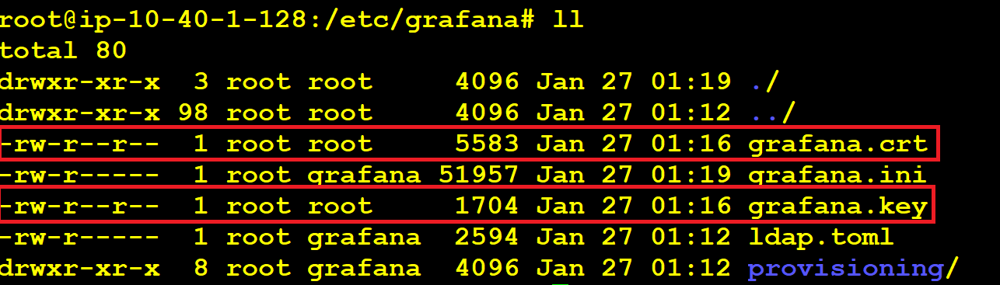 root@ip-10-40-1-128:/etc/grafana# ll
total 80
drwxr-xr-x  3 root root     4096 Jan 27 01:19 ./
drwxr-xr-x 98 root root     4096 Jan 27 01:12 ../
-rw-r--r--  1 root root     5583 Jan 27 01:16 grafana.crt
-rw-r-----  1 root grafana 51957 Jan 27 01:19 grafana.ini
-rw-r--r--  1 root root     1704 Jan 27 01:16 grafana.key
-rw-r-----  1 root grafana  2594 Jan 27 01:12 ldap.toml
drwxr-xr-x  8 root grafana  4096 Jan 27 01:12 provisioning/